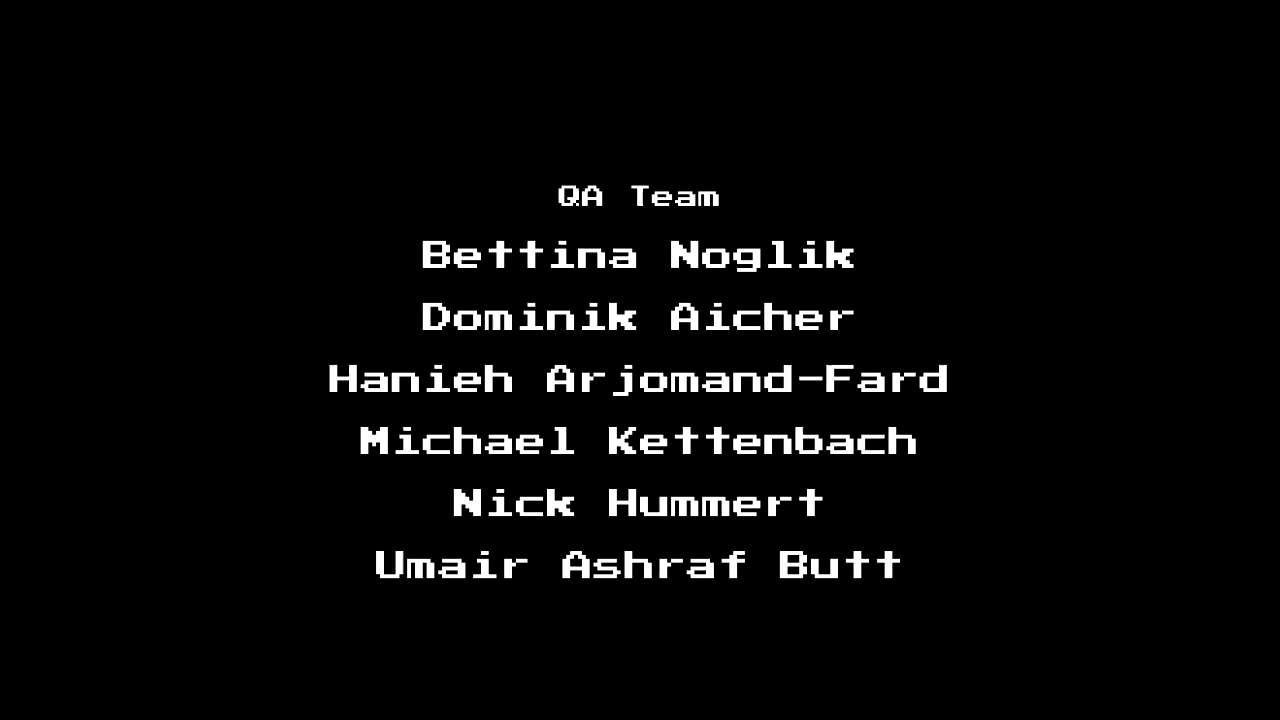 QA Team
Bettina Noglik
Dominik Aicher
Hanieh Arjomand-Fard
Michael Kettenbach
Nick Hummert
Umair Ashraf Butt